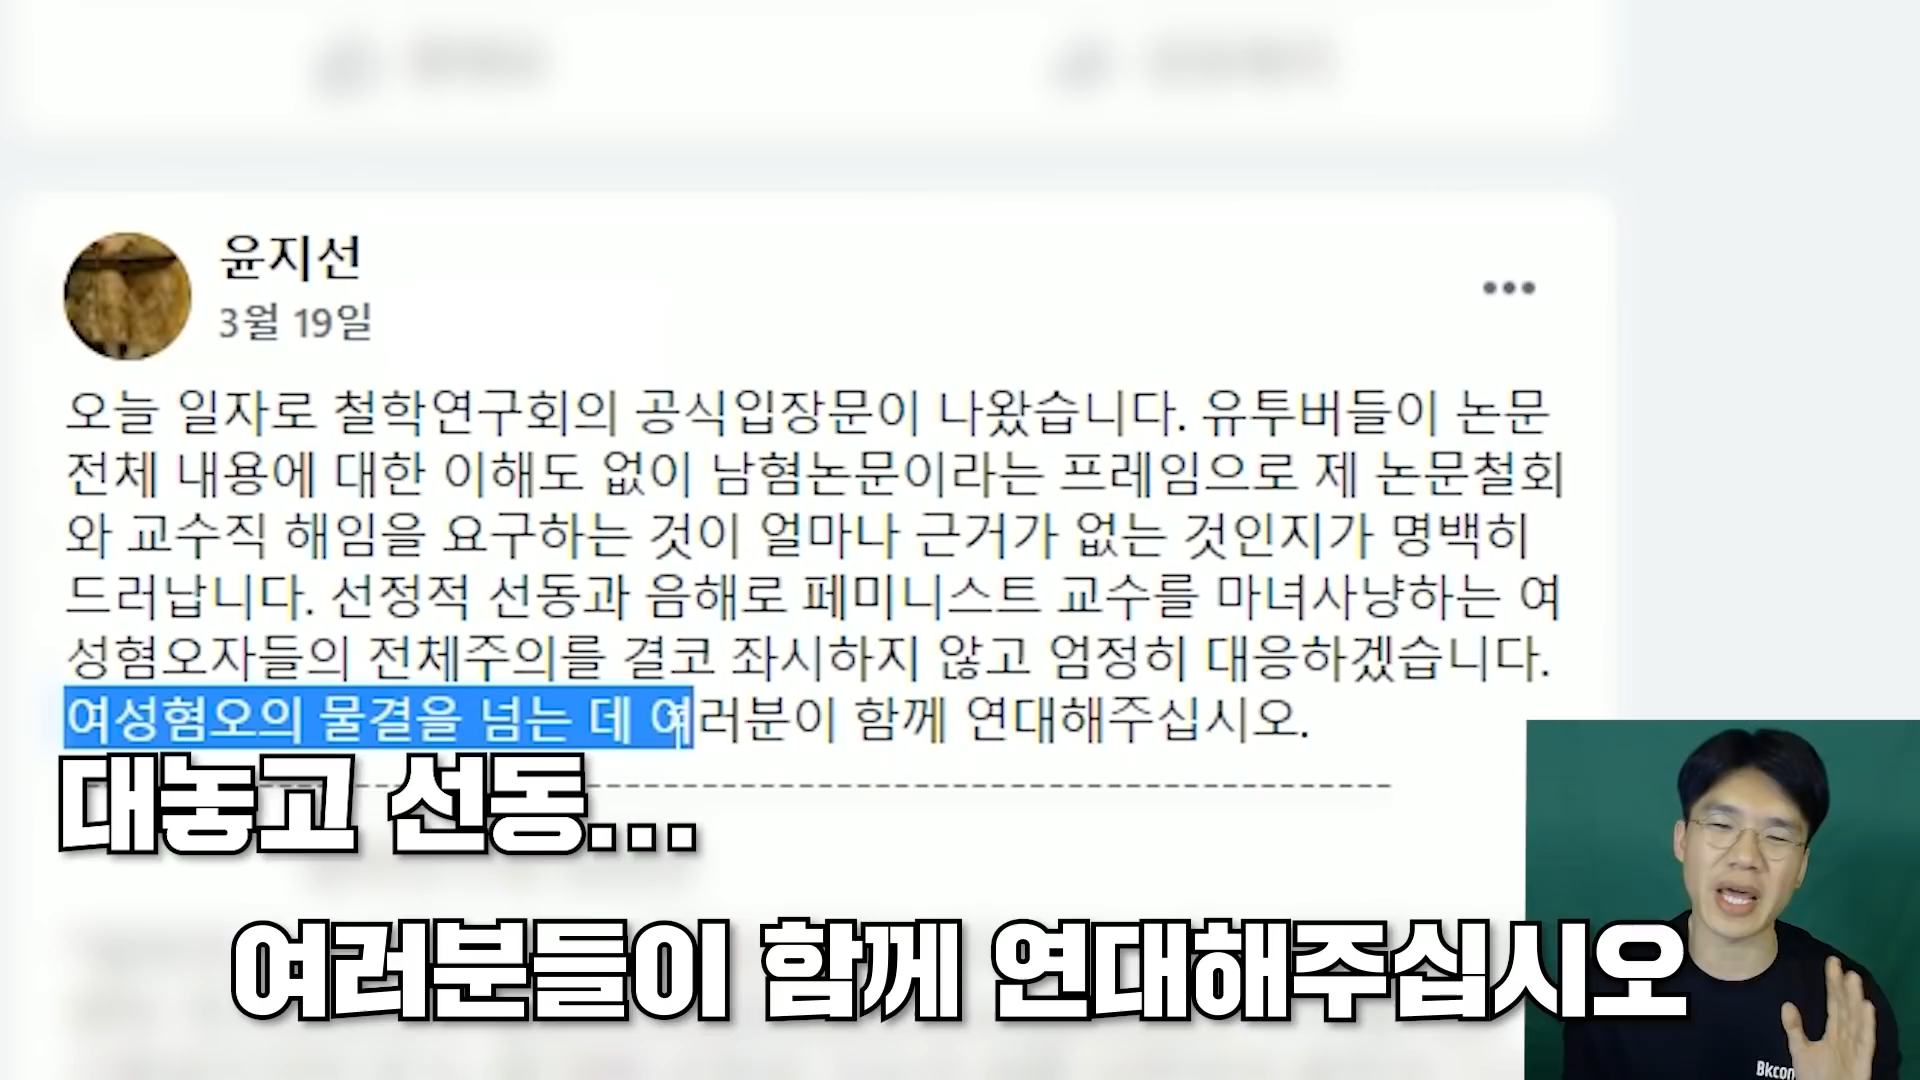 윤지선
3월 19일
오늘 일자로 철학연구회의 공식입장문이 나왔습니다. 유투버들이 논문
전체 내용에 대한 이해도 없이 남혐논문이라는 프레임으로 제 논문철회
와 교수직 해임을 요구하는 것이 얼마나 근거가 없는 것인지가 명백히
드러납니다. 선정적 선동과 음해로 페미니스트 교수를 마녀사냥하는 여
성혐오자들의 전체주의를 결코 좌시하지 않고 엄정히 대응하겠습니다.
여성혐오의 물결을 넘는 데 여러분이 함께 연대해주십시오.
대놓고 선동...
여러분들이 함께 연대해주십시오